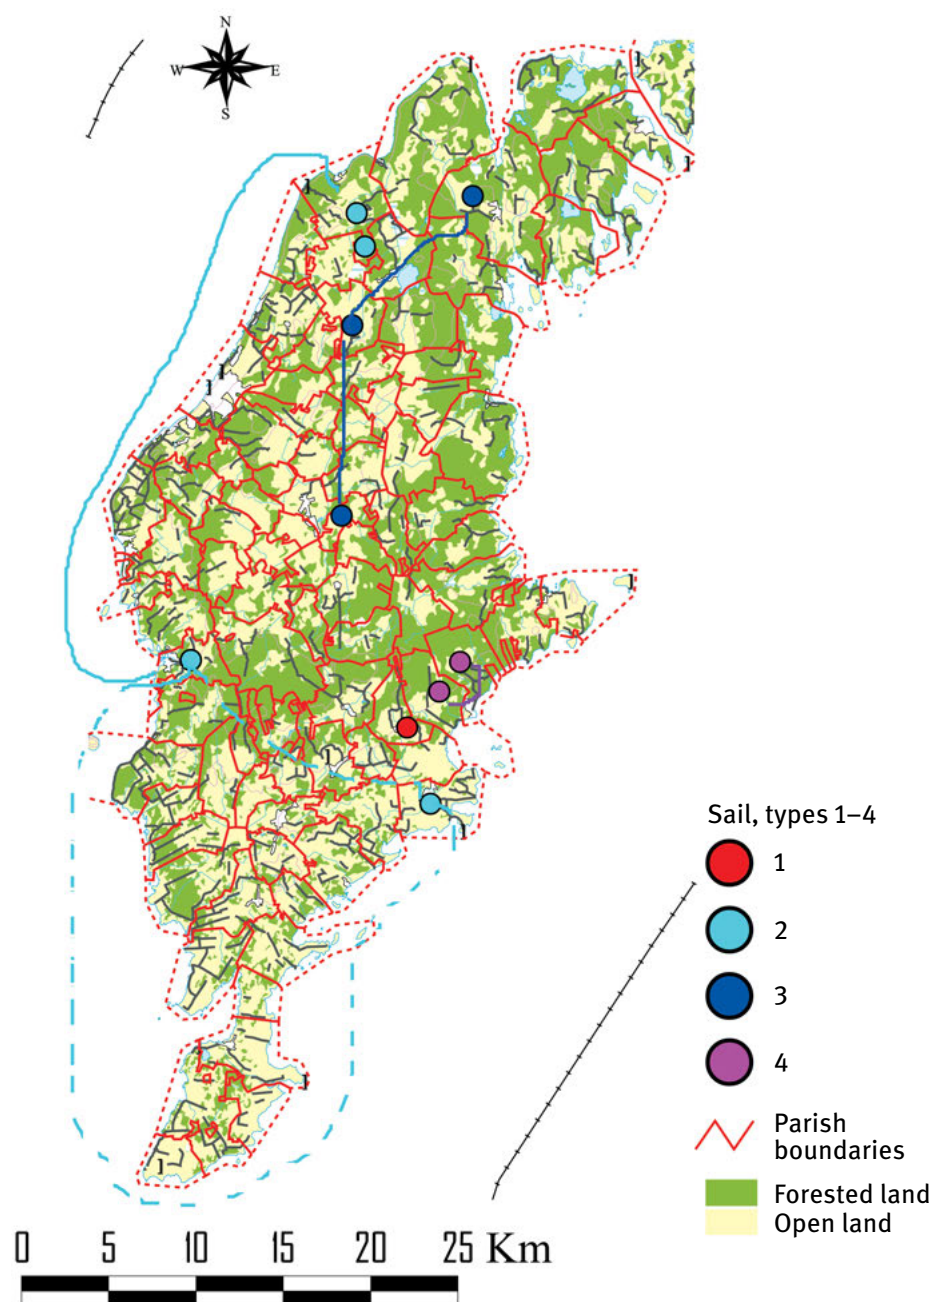 N
W E
S
Sail, types 1–4
1
2
3
4
Parish
boundaries
Forested land
Open land
0 5 10 15 20 25 Km